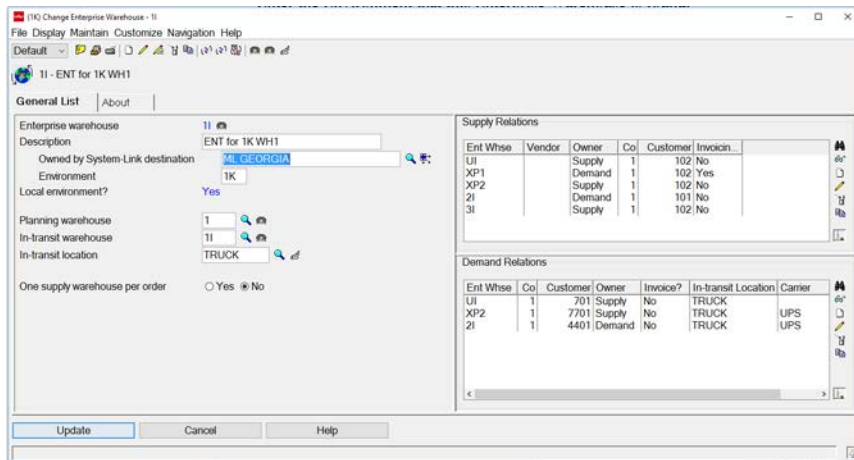 (1K) Change Enterprise Warehouse - 1I
File Display Maintain Customize Navigation Help
Default
1I - ENT for 1K WH1
General List About
Enterprise warehouse 1I
Description ENT for 1K WH1
Owned by System-Link destination ML GEORGIA
Environment 1K
Local environment? Yes
Planning warehouse 1
In-transit warehouse 1I
In-transit location TRUCK
One supply warehouse per order Yes No
Supply Relations
Ent Whse Vendor Owner Co Customer Invoicin...
UI Supply 1 102 No
XP1 Demand 1 102 Yes
XP2 Supply 1 102 No
2I Demand 1 101 No
3I Supply 1 102 No
Demand Relations
Ent Whse Co Customer Owner Invoice? In-transit Location Carrier
UI 1 701 Supply No TRUCK
XP2 1 7701 Supply No TRUCK UPS
2I 1 4401 Demand No TRUCK UPS
Update Cancel Help